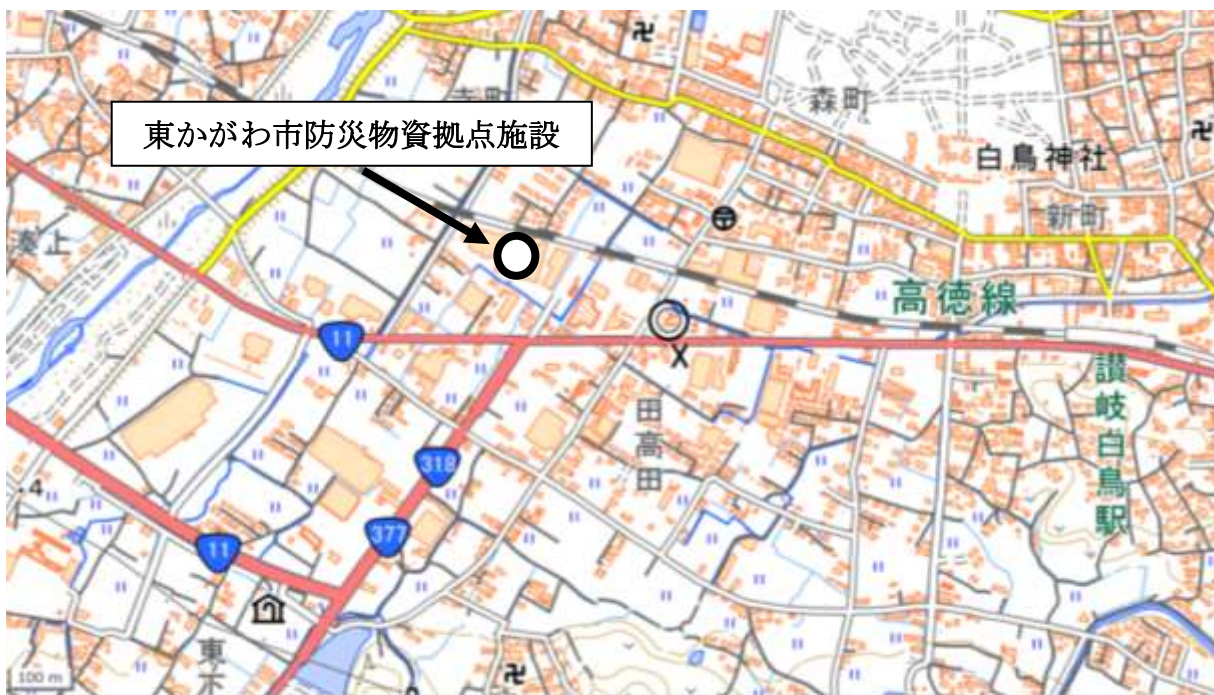 東かがわ市防災物資拠点施設
森町
白鳥神社
新町
湊上
高徳線
11
讃岐白鳥駅
X
田高田
318
377
11
100 m